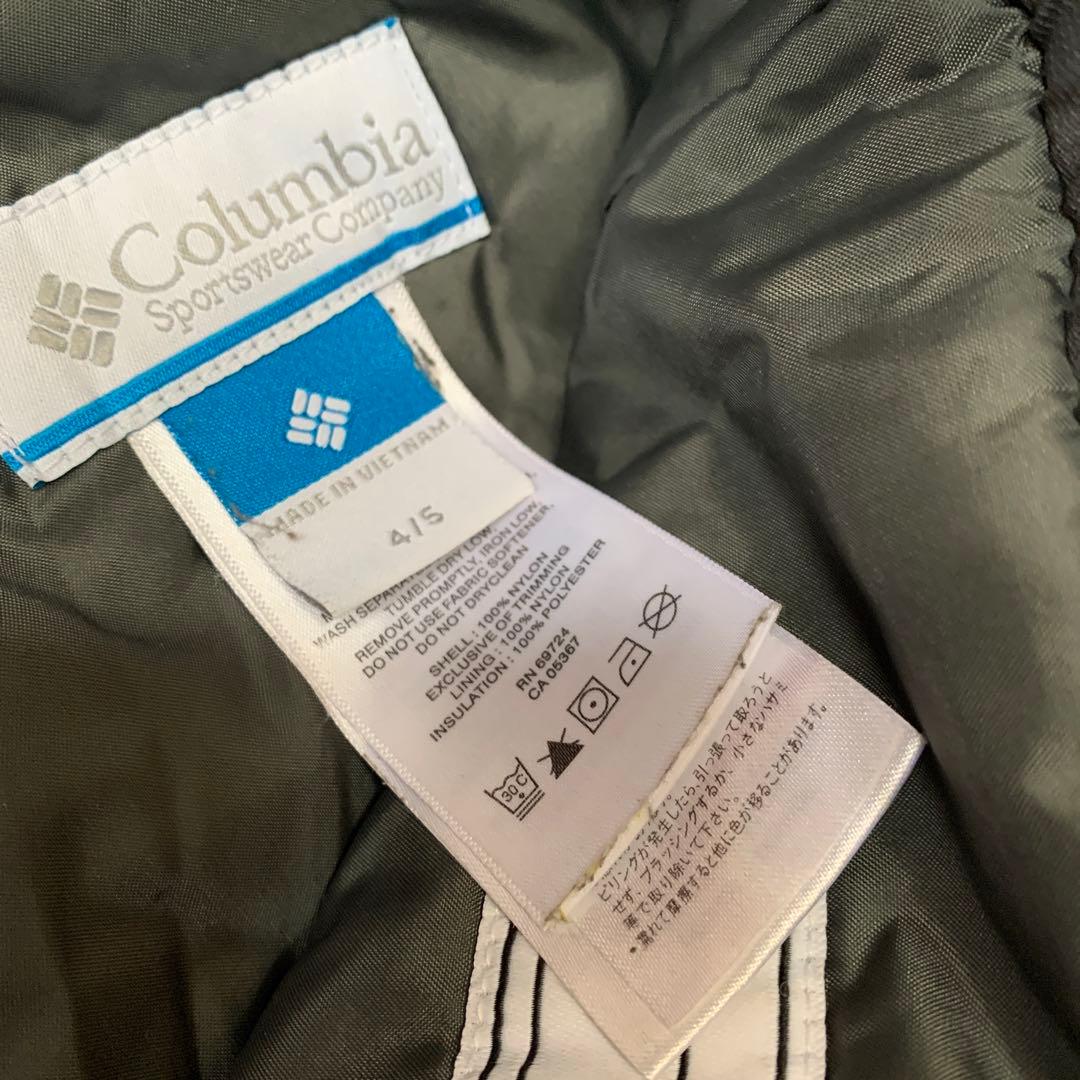 Columbia
Sportswear Company
MADE IN VIETNAM
4/5
TUMBLE DRY LOW,
REMOVE PROMPTLY, IRON LOW,
DO NOT USE FABRIC SOFTENER,
DO NOT DRYCLEAN
SHELL : 100% NYLON
EXCLUSIVE OF TRIMMING
LINING : 100% NYLON
INSULATION : 100% POLYESTER
RN 69724
CA 05367
30C
ピリングが発生したら、引っ張って取ろうと
せず、ブラッシングするか、小さなハサミ
等で取り除いて下さい。
・濡れて摩擦すると他に色が移ることがあります。